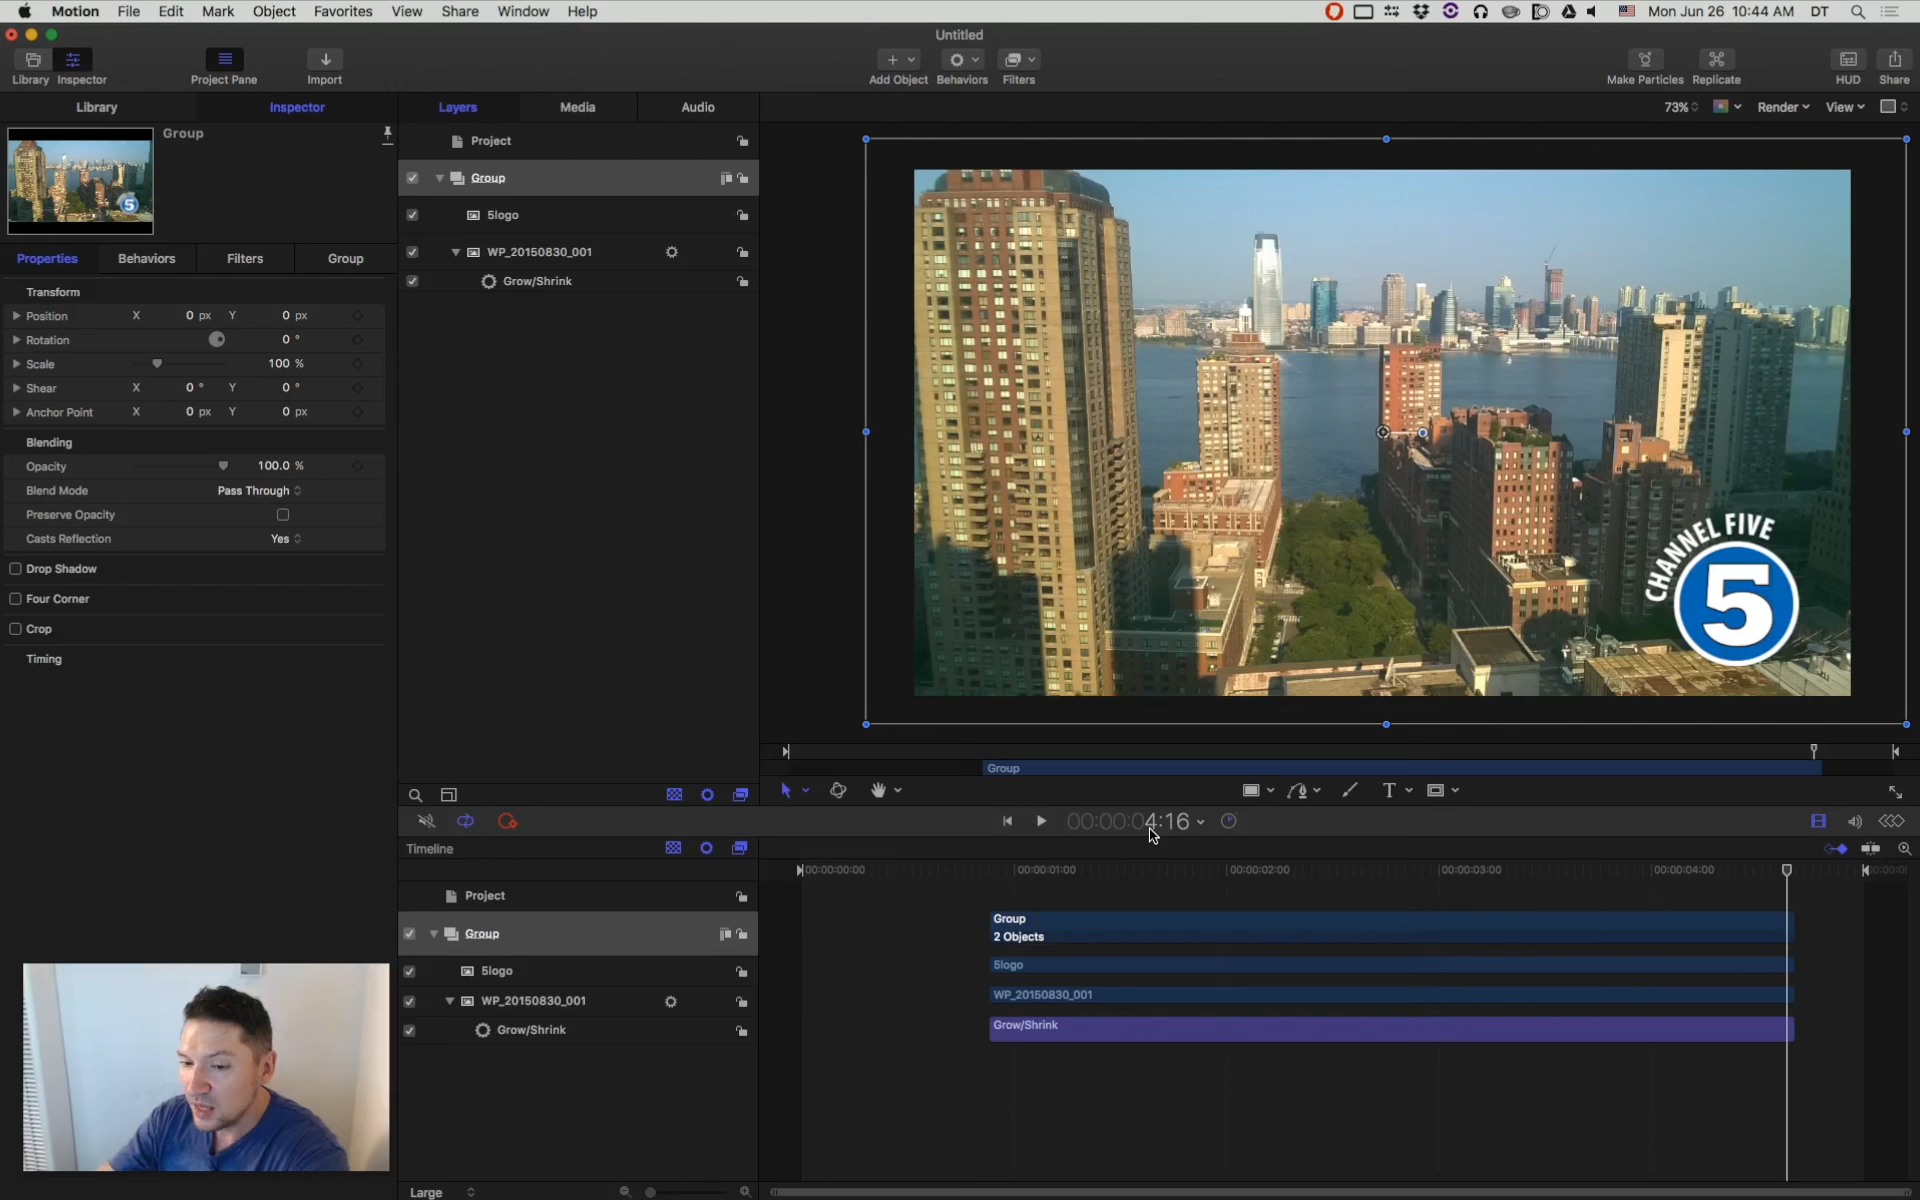 Motion File Edit Mark Object Favorites View Share Window Help
Mon Jun 26 10:44 AM DT
Untitled
Library Inspector Project Pane Import Add Object Behaviors Filters Make Particles Replicate HUD Share
Library Inspector
Layers Media Audio
73% Render View
Group
Project
Group
5logo
WP_20150830_001
Grow/Shrink
Properties Behaviors Filters Group
Transform
Position X 0 px Y 0 px
Rotation 0 °
Scale 100 %
Shear X 0 ° Y 0 °
Anchor Point X 0 px Y 0 px
Blending
Opacity 100.0 %
Blend Mode Pass Through
Preserve Opacity
Casts Reflection Yes
Drop Shadow
Four Corner
Crop
Timing
CHANNEL FIVE
5
Group
T
00:00:04:16
Timeline
00:00:00:00 00:00:01:00 00:00:02:00 00:00:03:00 00:00:04:00
Project
Group
5logo
WP_20150830_001
Grow/Shrink
Group
2 Objects
5logo
WP_20150830_001
Grow/Shrink
Large